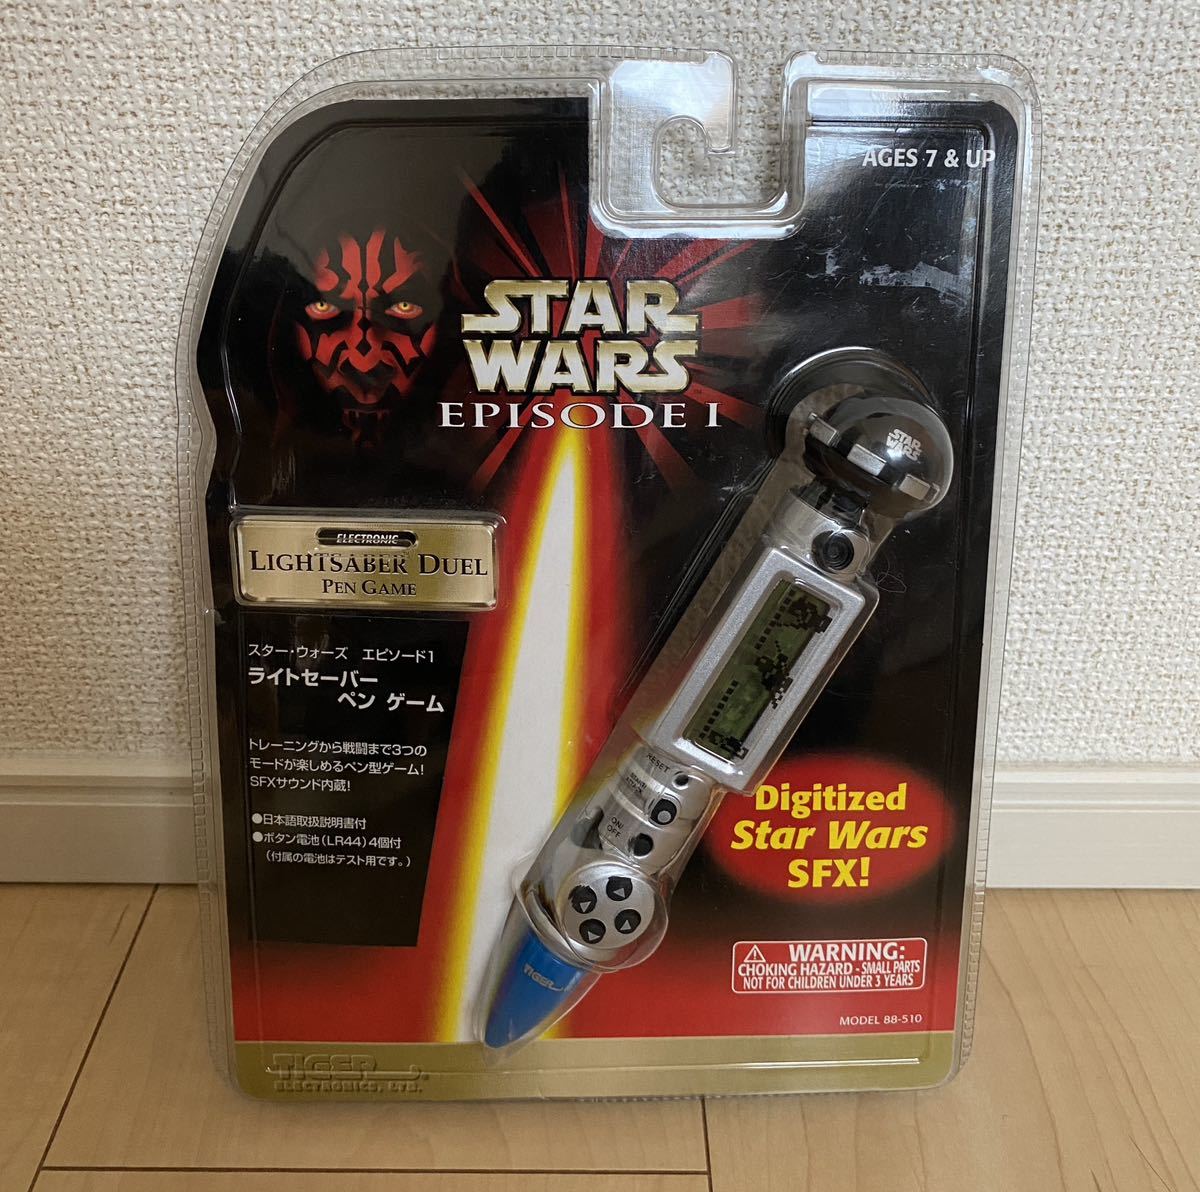 AGES 7 & UP
STAR
WARS
EPISODE I
STAR
WARS
ELECTRONIC
LIGHTSABER DUEL
PEN GAME
スター・ウォーズ エピソード1
ライトセーバー
ペン ゲーム
トレーニングから戦闘まで3つの
モードが楽しめるペン型ゲーム!
SFXサウンド内蔵!
●日本語取扱説明書付
●ボタン電池(LR44)4個付
(付属の電池はテスト用です。)
RESET
ON/
OFF
TIGER
Digitized
Star Wars
SFX!
WARNING:
CHOKING HAZARD - SMALL PARTS
NOT FOR CHILDREN UNDER 3 YEARS
MODEL 88-510
TIGER
ELECTRONICS, LTD.